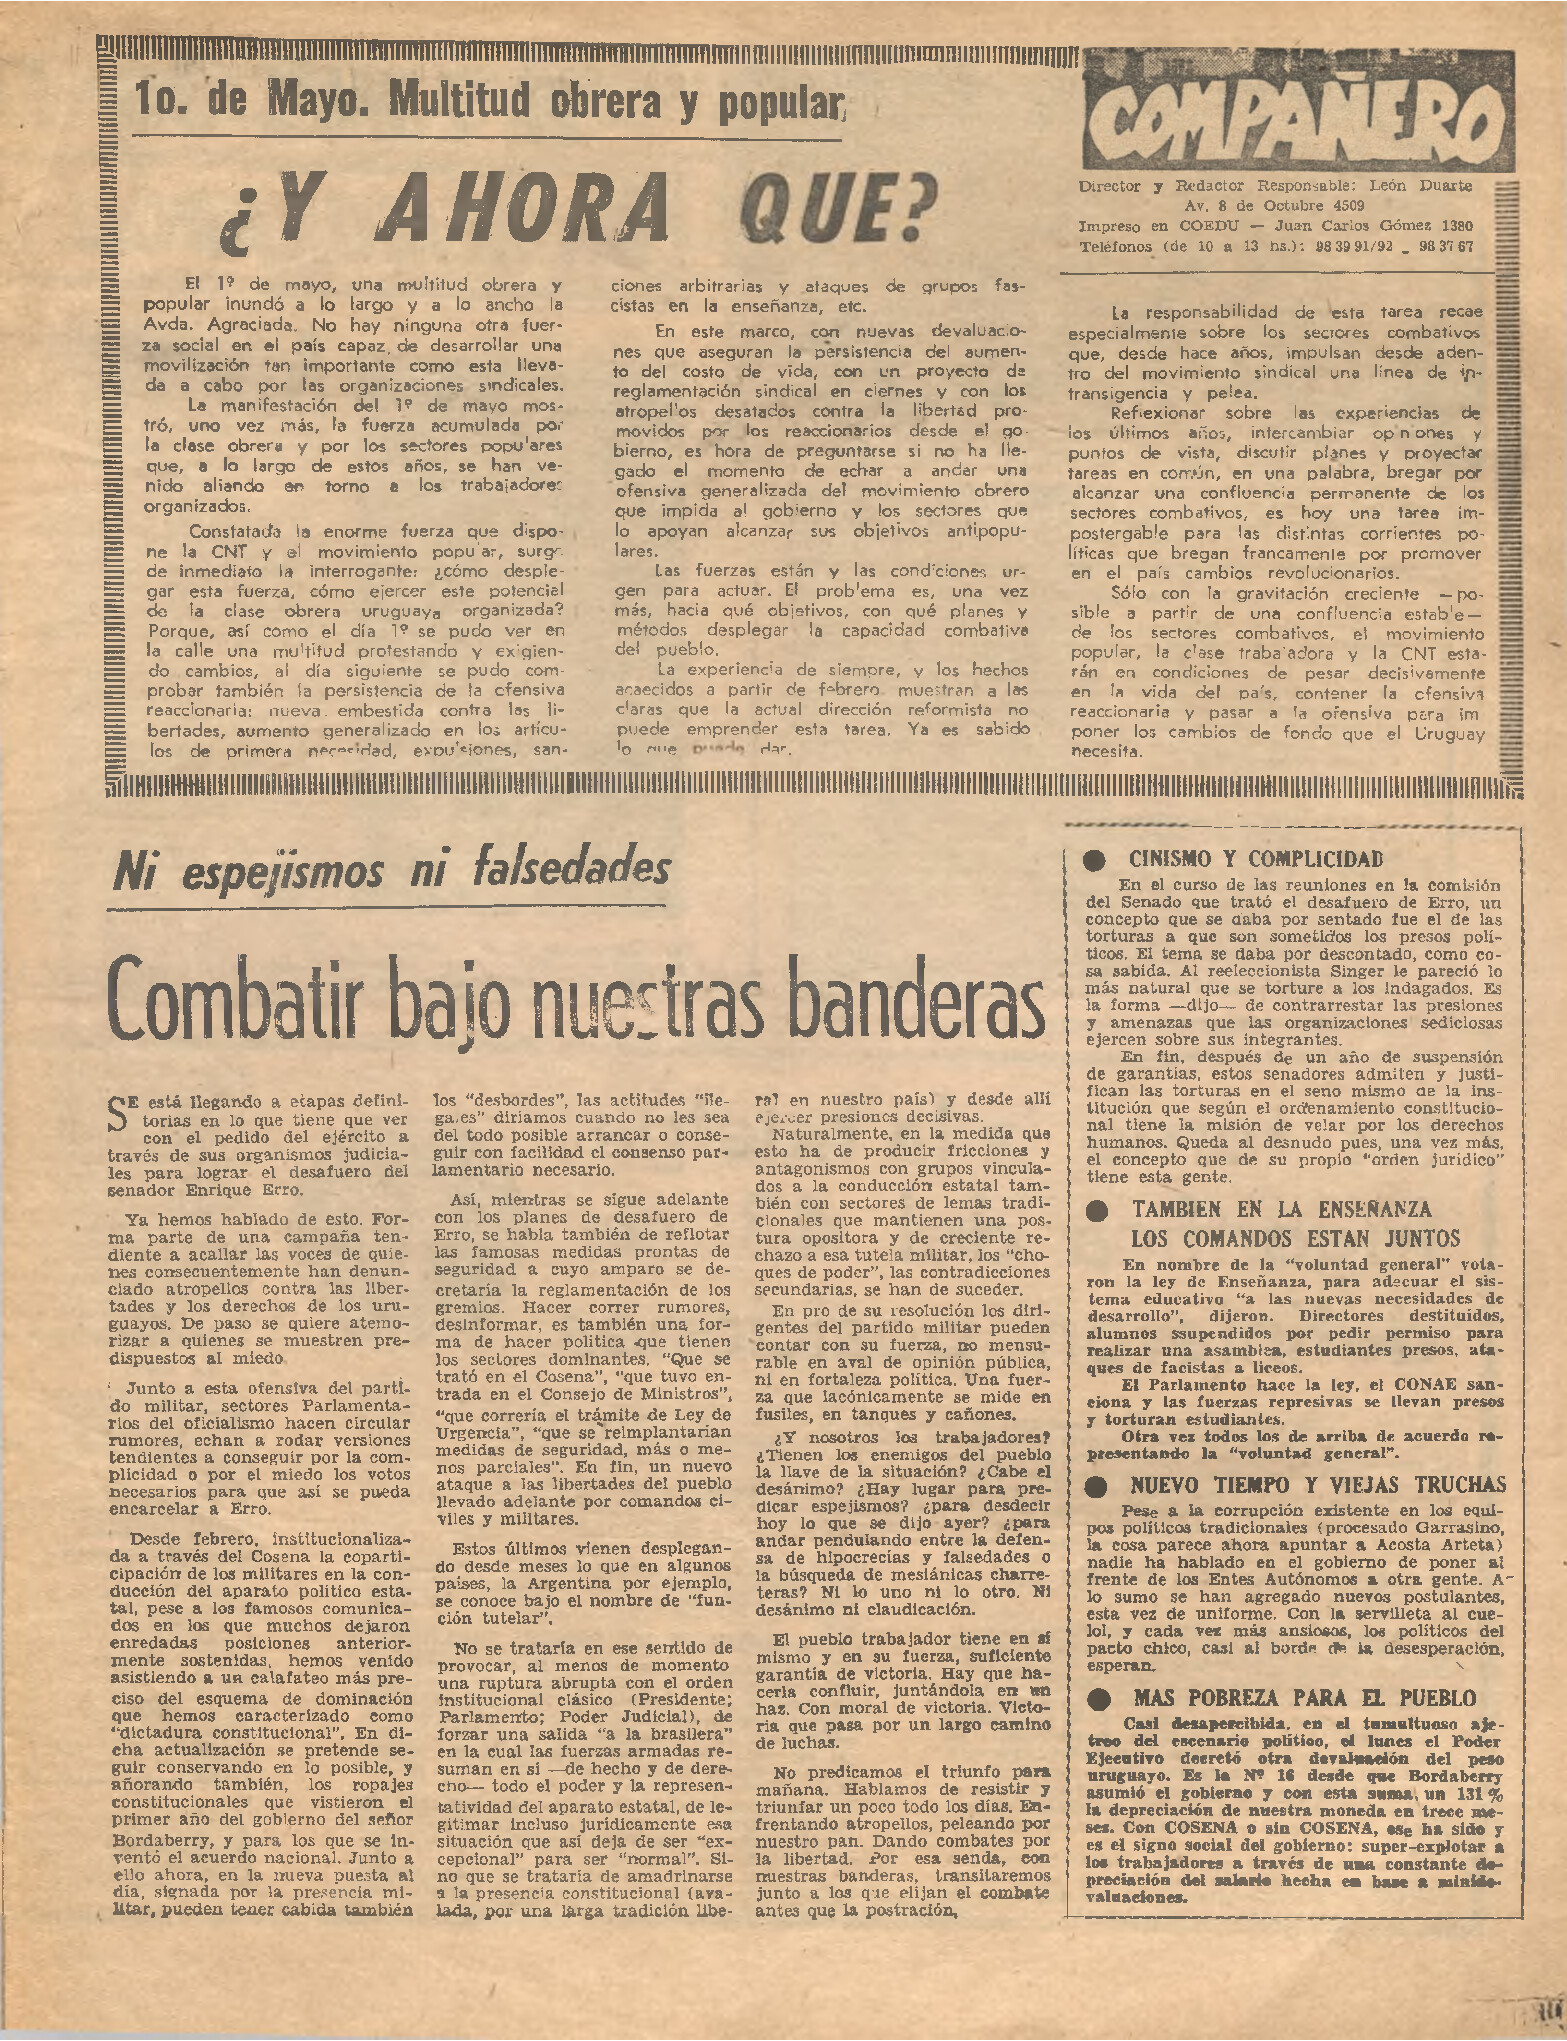 1o. de Mayo. Multitud obrera y popular
¿Y AHORA QUE?
COMPAÑERO
Director y Redactor Responsable: León Duarte
Av. 8 de Octubre 4509
Impreso en COEDU — Juan Carlos Gómez 1380
Teléfonos (de 10 a 13 hs.): 98 39 91/92 _ 98 37 67
El 1º de mayo, una multitud obrera y
popular inundó a lo largo y a lo ancho la
Avda. Agraciada. No hay ninguna otra fuer-
za social en el país capaz de desarrollar una
movilización tan importante como esta lleva-
da a cabo por las organizaciones sindicales.
La manifestación del 1º de mayo mos-
tró, uno vez más, la fuerza acumulada por
la clase obrera y por los sectores populares
que, a lo largo de estos años, se han ve-
nido aliando en torno a los trabajadores
organizados.
Constatada la enorme fuerza que dispo-
ne la CNT y el movimiento popular, surge
de inmediato la interrogante: ¿cómo desple-
gar esta fuerza, cómo ejercer este potencial
de la clase obrera uruguaya organizada?
Porque, así como el día 1º se pudo ver en
la calle una multitud protestando y exigien-
do cambios, al día siguiente se pudo com-
probar también la persistencia de la ofensiva
reaccionaria: nueva embestida contra las li-
bertades, aumento generalizado en los artícu-
los de primera necesidad, expulsiones, san-
ciones arbitrarias y ataques de grupos fas-
cistas en la enseñanza, etc.
En este marco, con nuevas devaluacio-
nes que aseguran la persistencia del aumen-
to del costo de vida, con un proyecto de
reglamentación sindical en ciernes y con los
atropellos desatados contra la libertad pro-
movidos por los reaccionarios desde el go-
bierno, es hora de preguntarse si no ha lle-
gado el momento de echar a andar una
ofensiva generalizada del movimiento obrero
que impida al gobierno y los sectores que
lo apoyan alcanzar sus objetivos antipopu-
lares.
Las fuerzas están y las condiciones ur-
gen para actuar. El problema es, una vez
más, hacia qué objetivos, con qué planes y
métodos desplegar la capacidad combativa
del pueblo.
La experiencia de siempre, y los hechos
acaecidos a partir de febrero muestran a las
claras que la actual dirección reformista no
puede emprender esta tarea. Ya es sabido
lo que puede dar.
La responsabilidad de esta tarea recae
especialmente sobre los sectores combativos
que, desde hace años, impulsan desde aden-
tro del movimiento sindical una línea de in-
transigencia y pelea.
Reflexionar sobre las experiencias de
los últimos años, intercambiar opiniones y
puntos de vista, discutir planes y proyectar
tareas en común, en una palabra, bregar por
alcanzar una confluencia permanente de los
sectores combativos, es hoy una tarea im-
postergable para las distintas corrientes po-
líticas que bregan francamente por promover
en el país cambios revolucionarios.
Sólo con la gravitación creciente —po-
sible a partir de una confluencia estable—
de los sectores combativos, el movimiento
popular, la clase trabajadora y la CNT esta-
rán en condiciones de pesar decisivamente
en la vida del país, contener la ofensiva
reaccionaria y pasar a la ofensiva para im
poner los cambios de fondo que el Uruguay
necesita.
Ni espejismos ni falsedades
Combatir bajo nuestras banderas
SE está llegando a etapas defini-
torias en lo que tiene que ver
con el pedido del ejército a
través de sus organismos judicia-
les para lograr el desafuero del
senador Enrique Erro.
Ya hemos hablado de esto. For-
ma parte de una campaña ten-
diente a acallar las voces de quie-
nes consecuentemente han denun-
ciado atropellos contra las liber-
tades y los derechos de los uru-
guayos. De paso se quiere atemo-
rizar a quienes se muestren pre-
dispuestos al miedo
Junto a esta ofensiva del parti-
do militar, sectores Parlamenta-
rios del oficialismo hacen circular
rumores, echan a rodar versiones
tendientes a conseguir por la com-
plicidad o por el miedo los votos
necesarios para que así se pueda
encarcelar a Erro.
Desde febrero, institucionaliza-
da a través del Cosena la coparti-
cipación de los militares en la con-
ducción del aparato político esta-
tal, pese a los famosos comunica-
dos en los que muchos dejaron
enredadas posiciones anterior-
mente sostenidas, hemos venido
asistiendo a un calafateo más pre-
ciso del esquema de dominación
que hemos caracterizado como
"dictadura constitucional". En di-
cha actualización se pretende se-
guir conservando en lo posible, y
añorando también, los ropajes
constitucionales que vistieron el
primer año del gobierno del señor
Bordaberry, y para los que se in-
ventó el acuerdo nacional. Junto a
ello ahora, en la nueva puesta al
día, signada por la presencia mi-
litar, pueden tener cabida también
los "desbordes", las actitudes "ile-
gales" diríamos cuando no les sea
del todo posible arrancar o conse-
guir con facilidad el consenso par-
lamentario necesario.
Así, mientras se sigue adelante
con los planes de desafuero de
Erro, se habla también de reflotar
las famosas medidas prontas de
seguridad a cuyo amparo se de-
cretaría la reglamentación de los
gremios. Hacer correr rumores,
desinformar, es también una for-
ma de hacer política que tienen
los sectores dominantes. "Que se
trató en el Cosena", "que tuvo en-
trada en el Consejo de Ministros",
"que correría el trámite de Ley de
Urgencia", "que se reimplantarían
medidas de seguridad, más o me-
nos parciales". En fin, un nuevo
ataque a las libertades del pueblo
llevado adelante por comandos ci-
viles y militares.
Estos últimos vienen desplegan-
do desde meses lo que en algunos
países, la Argentina por ejemplo,
se conoce bajo el nombre de "fun-
ción tutelar".
No se trataría en ese sentido de
provocar, al menos de momento
una ruptura abrupta con el orden
institucional clásico (Presidente;
Parlamento; Poder Judicial), de
forzar una salida "a la brasilera"
en la cual las fuerzas armadas re-
suman en sí —de hecho y de dere-
cho— todo el poder y la represen-
tatividad del aparato estatal, de le-
gitimar incluso jurídicamente esa
situación que así deja de ser "ex-
cepcional" para ser "normal". Si-
no que se trataría de amadrinarse
a la presencia constitucional (ava-
lada, por una larga tradición libe-
ral en nuestro país) y desde allí
ejercer presiones decisivas.
Naturalmente, en la medida que
esto ha de producir fricciones y
antagonismos con grupos vincula-
dos a la conducción estatal tam-
bién con sectores de lemas tradi-
cionales que mantienen una pos-
tura opositora y de creciente re-
chazo a esa tutela militar, los "cho-
ques de poder", las contradicciones
secundarias, se han de suceder.
En pro de su resolución los diri-
gentes del partido militar pueden
contar con su fuerza, no mensu-
rable en aval de opinión pública,
ni en fortaleza política. Una fuer-
za que lacónicamente se mide en
fusiles, en tanques y cañones.
¿Y nosotros los trabajadores?
¿Tienen los enemigos del pueblo
la llave de la situación? ¿Cabe el
desánimo? ¿Hay lugar para pre-
dicar espejismos? ¿para desdecir
hoy lo que se dijo ayer? ¿para
andar pendulando entre la defen-
sa de hipocrecías y falsedades o
la búsqueda de mesiánicas charre-
teras? Ni lo uno ni lo otro. Ni
desánimo ni claudicación.
El pueblo trabajador tiene en sí
mismo y en su fuerza, suficiente
garantía de victoria. Hay que ha-
cerla confluir, juntándola en un
haz. Con moral de victoria. Victo-
ria que pasa por un largo camino
de luchas.
No predicamos el triunfo para
mañana. Hablamos de resistir y
triunfar un poco todo los días. En-
frentando atropellos, peleando por
nuestro pan. Dando combates por
la libertad. Por esa senda, con
nuestras banderas, transitaremos
junto a los que elijan el combate
antes que la postración.
● CINISMO Y COMPLICIDAD
En el curso de las reuniones en la comisión
del Senado que trató el desafuero de Erro, un
concepto que se daba por sentado fue el de las
torturas a que son sometidos los presos polí-
ticos. El tema se daba por descontado, como co-
sa sabida. Al reeleccionista Singer le pareció lo
más natural que se torture a los indagados. Es
la forma —dijo— de contrarrestar las presiones
y amenazas que las organizaciones sediciosas
ejercen sobre sus integrantes.
En fin, después de un año de suspensión
de garantías, estos senadores admiten y justi-
fican las torturas en el seno mismo de la ins-
titución que según el ordenamiento constitucio-
nal tiene la misión de velar por los derechos
humanos. Queda al desnudo pues, una vez más,
el concepto que de su propio "orden jurídico"
tiene esta gente.
● TAMBIEN EN LA ENSEÑANZA
LOS COMANDOS ESTAN JUNTOS
En nombre de la "voluntad general" vota-
ron la ley de Enseñanza, para adecuar el sis-
tema educativo "a las nuevas necesidades de
desarrollo", dijeron. Directores destituidos,
alumnos ssupendidos por pedir permiso para
realizar una asamblea, estudiantes presos, ata-
ques de facistas a liceos.
El Parlamento hace la ley, el CONAE san-
ciona y las fuerzas represivas se llevan presos
y torturan estudiantes.
Otra vez todos los de arriba de acuerdo re-
presentando la "voluntad general".
● NUEVO TIEMPO Y VIEJAS TRUCHAS
Pese a la corrupción existente en los equi-
pos políticos tradicionales (procesado Garrasino,
la cosa parece ahora apuntar a Acosta Arteta)
nadie ha hablado en el gobierno de poner al
frente de los Entes Autónomos a otra gente. A
lo sumo se han agregado nuevos postulantes,
esta vez de uniforme. Con la servilleta al cue-
lol, y cada vez más ansiosos, los políticos del
pacto chico, casi al borde de la desesperación,
esperan.
● MAS POBREZA PARA EL PUEBLO
Casi desapercibida, en el tumultuoso aje-
treo del escenario político, el lunes el Poder
Ejecutivo decretó otra devaluación del peso
uruguayo. Es la Nº 16 desde que Bordaberry
asumió el gobierno y con esta suma un 131 %
la depreciación de nuestra moneda en trece me-
ses. Con COSENA o sin COSENA, ese ha sido y
es el signo social del gobierno: super-explotar a
los trabajadores a través de una constante de-
preciación del salario hecha en base a minide-
valuaciones.